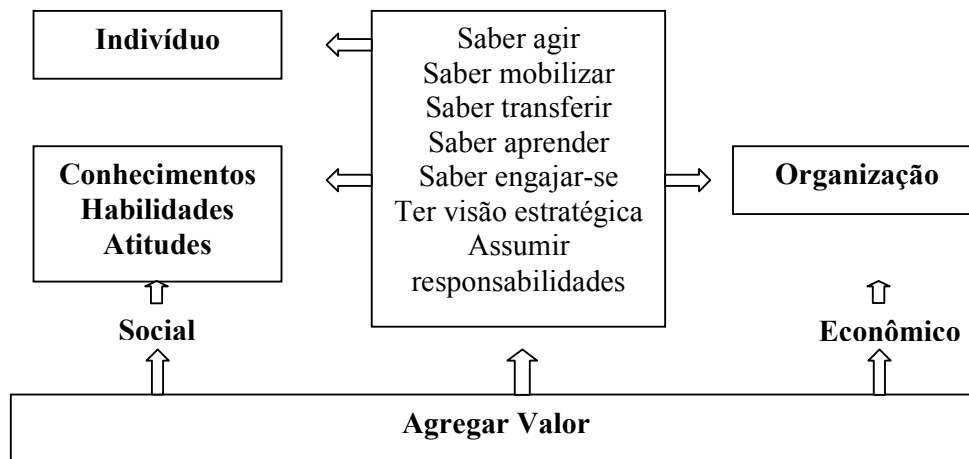 Indivíduo
Conhecimentos
Habilidades
Atitudes
Social
Saber agir
Saber mobilizar
Saber transferir
Saber aprender
Saber engajar-se
Ter visão estratégica
Assumir
responsabilidades
Organização
Econômico
Agregar Valor